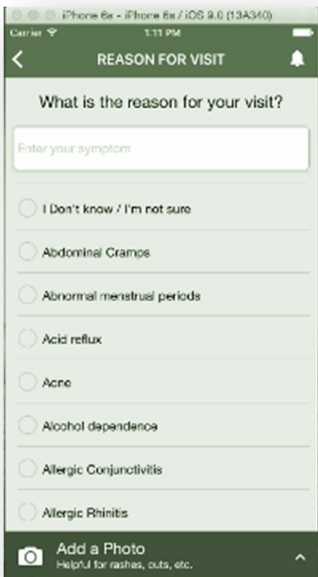 iPhone 6s - iPhone 6s / iOS 9.0 (13A340)
Carrier 1:11 PM
REASON FOR VISIT
What is the reason for your visit?
Enter your symptom
I Don't know / I'm not sure
Abdominal Cramps
Abnormal menstrual periods
Acid reflux
Acne
Alcohol dependence
Allergic Conjunctivitis
Allergic Rhinitis
Add a Photo
Helpful for rashes, cuts, etc.